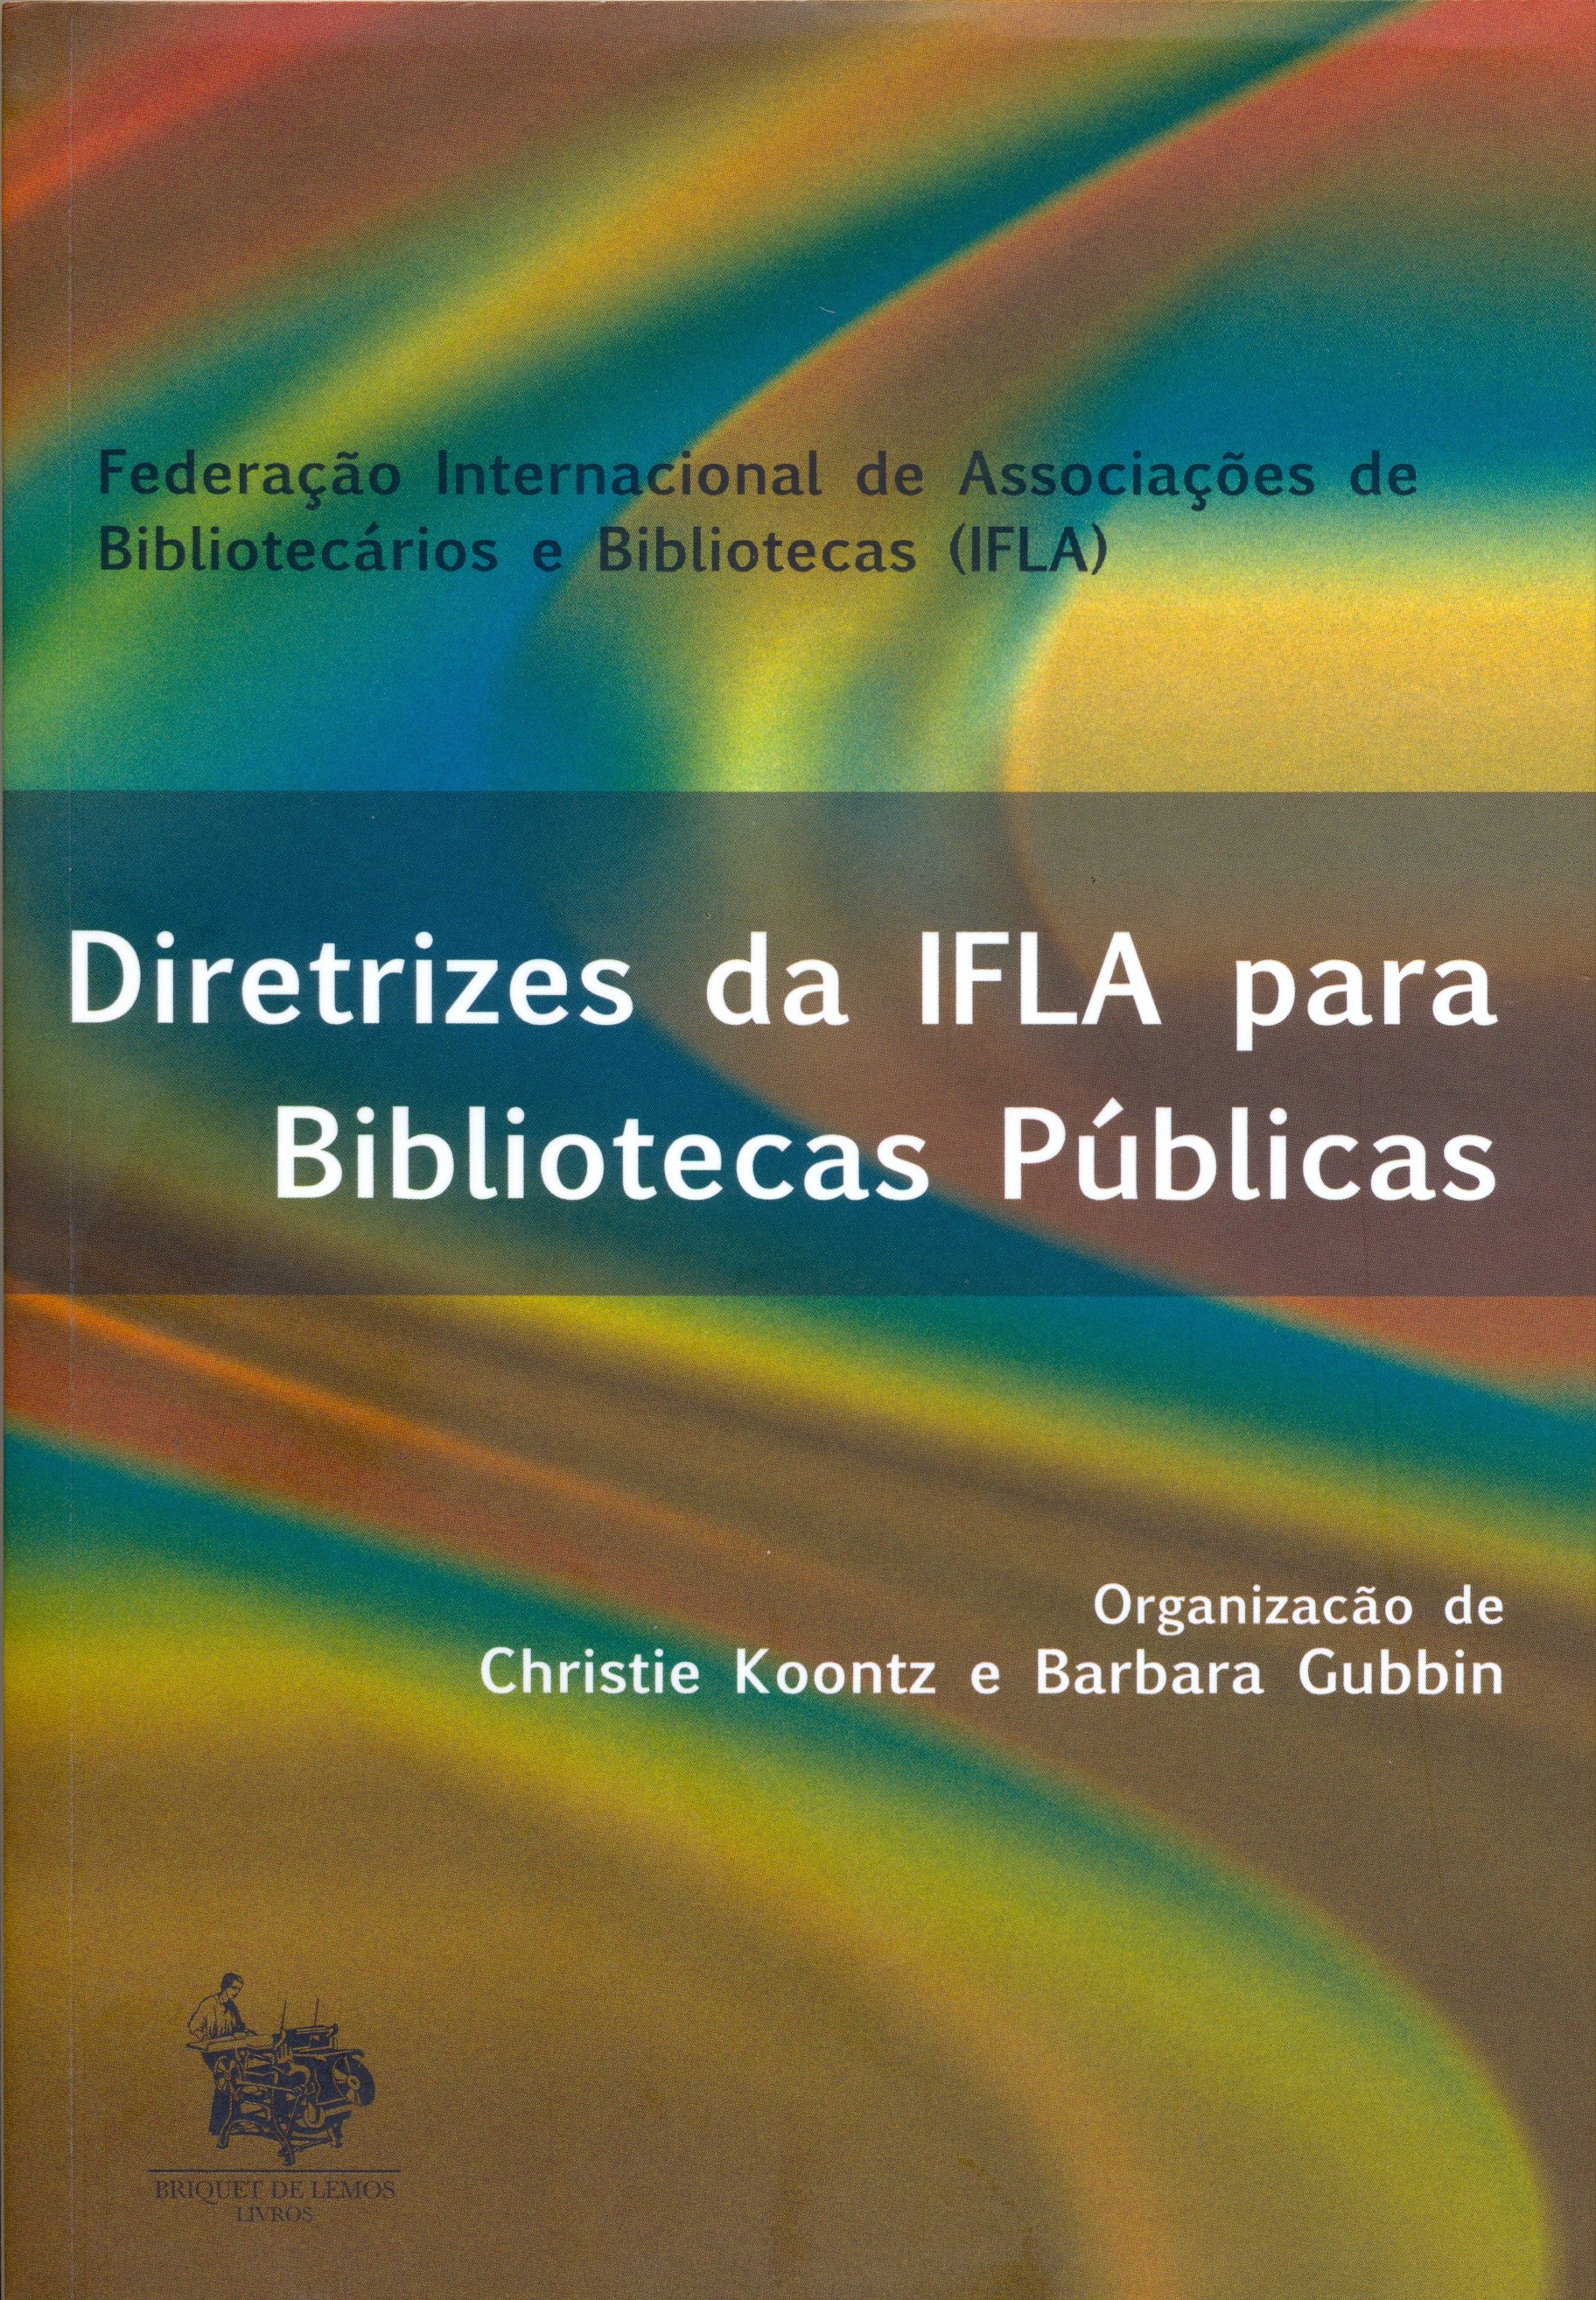 Federação Internacional de Associações de
Bibliotecários e Bibliotecas (IFLA)
Diretrizes da IFLA para
Bibliotecas Públicas
Organizacão de
Christie Koontz e Barbara Gubbin
BRIQUET DE LEMOS
LIVROS